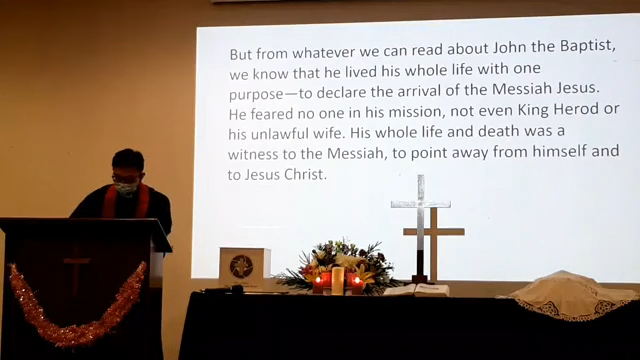 But from whatever we can read about John the Baptist,
we know that he lived his whole life with one
purpose—to declare the arrival of the Messiah Jesus.
He feared no one in his mission, not even King Herod or
his unlawful wife. His whole life and death was a
witness to the Messiah, to point away from himself and
to Jesus Christ.